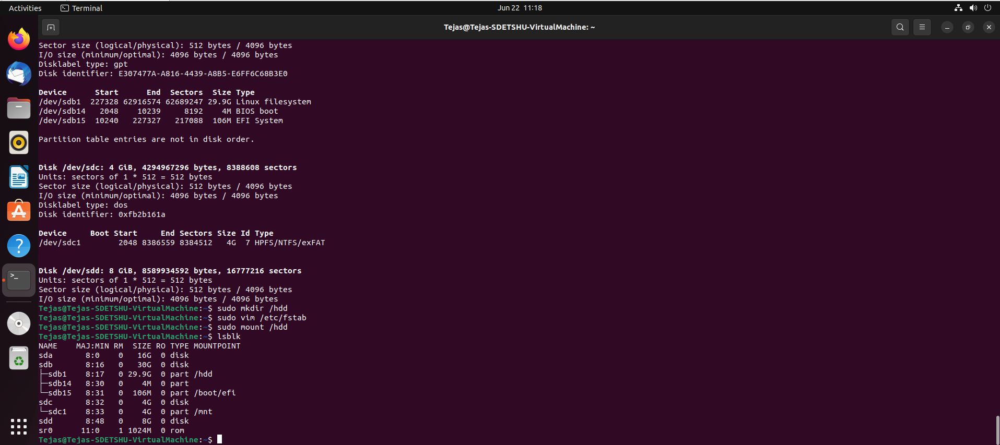 Activities Terminal Jun 22 11:18
Tejas@Tejas-SDETSHU-VirtualMachine: ~
Sector size (logical/physical): 512 bytes / 4096 bytes
I/O size (minimum/optimal): 4096 bytes / 4096 bytes
Disklabel type: gpt
Disk identifier: E307477A-A816-4439-A8B5-E6FF6C68B3E0
Device      Start      End  Sectors  Size Type
/dev/sdb1  227328 62916574 62689247 29.9G Linux filesystem
/dev/sdb14   2048    10239     8192    4M BIOS boot
/dev/sdb15  10240   227327   217088  106M EFI System
Partition table entries are not in disk order.
Disk /dev/sdc: 4 GiB, 4294967296 bytes, 8388608 sectors
Units: sectors of 1 * 512 = 512 bytes
Sector size (logical/physical): 512 bytes / 4096 bytes
I/O size (minimum/optimal): 4096 bytes / 4096 bytes
Disklabel type: dos
Disk identifier: 0xfb2b161a
Device     Boot Start     End Sectors Size Id Type
/dev/sdc1        2048 8386559 8384512   4G  7 HPFS/NTFS/exFAT
Disk /dev/sdd: 8 GiB, 8589934592 bytes, 16777216 sectors
Units: sectors of 1 * 512 = 512 bytes
Sector size (logical/physical): 512 bytes / 4096 bytes
I/O size (minimum/optimal): 4096 bytes / 4096 bytes
Tejas@Tejas-SDETSHU-VirtualMachine:~$ sudo mkdir /hdd
Tejas@Tejas-SDETSHU-VirtualMachine:~$ sudo vim /etc/fstab
Tejas@Tejas-SDETSHU-VirtualMachine:~$ sudo mount /hdd
Tejas@Tejas-SDETSHU-VirtualMachine:~$ lsblk
NAME    MAJ:MIN RM  SIZE RO TYPE MOUNTPOINT
sda       8:0    0   16G  0 disk
sdb       8:16   0   30G  0 disk
├─sdb1    8:17   0 29.9G  0 part /hdd
├─sdb14   8:30   0    4M  0 part
└─sdb15   8:31   0  106M  0 part /boot/efi
sdc       8:32   0    4G  0 disk
└─sdc1    8:33   0    4G  0 part /mnt
sdd       8:48   0    8G  0 disk
sr0      11:0    1 1024M  0 rom
Tejas@Tejas-SDETSHU-VirtualMachine:~$